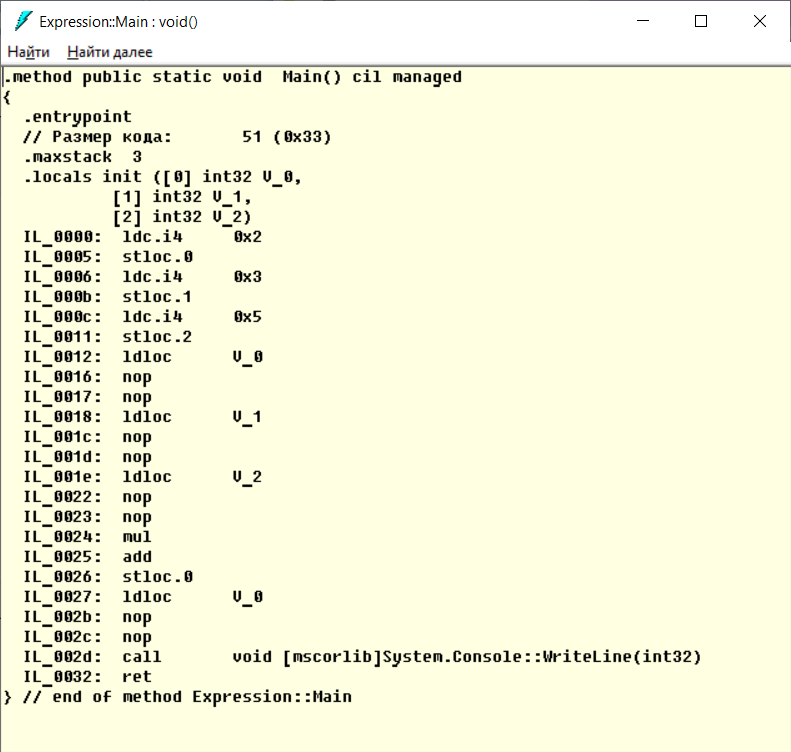 Expression::Main : void()
Найти Найти далее
.method public static void  Main() cil managed
{
  .entrypoint
  // Размер кода:       51 (0x33)
  .maxstack  3
  .locals init ([0] int32 V_0,
           [1] int32 V_1,
           [2] int32 V_2)
  IL_0000:  ldc.i4     0x2
  IL_0005:  stloc.0
  IL_0006:  ldc.i4     0x3
  IL_000b:  stloc.1
  IL_000c:  ldc.i4     0x5
  IL_0011:  stloc.2
  IL_0012:  ldloc      V_0
  IL_0016:  nop
  IL_0017:  nop
  IL_0018:  ldloc      V_1
  IL_001c:  nop
  IL_001d:  nop
  IL_001e:  ldloc      V_2
  IL_0022:  nop
  IL_0023:  nop
  IL_0024:  mul
  IL_0025:  add
  IL_0026:  stloc.0
  IL_0027:  ldloc      V_0
  IL_002b:  nop
  IL_002c:  nop
  IL_002d:  call       void [mscorlib]System.Console::WriteLine(int32)
  IL_0032:  ret
} // end of method Expression::Main